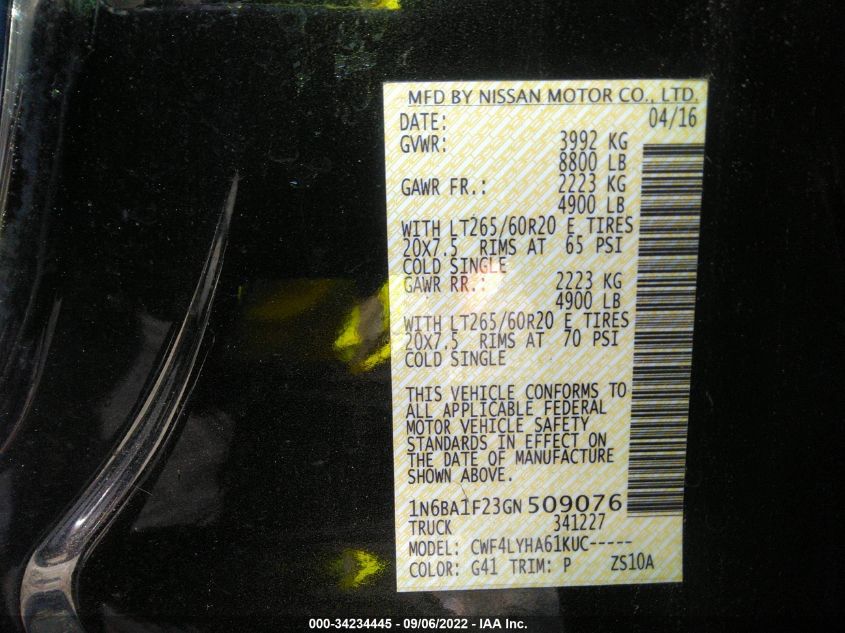 MFD BY NISSAN MOTOR CO., LTD.
DATE: 04/16
GVWR: 3992 KG
8800 LB
GAWR FR.: 2223 KG
4900 LB
WITH LT265/60R20 E TIRES
20X7.5 RIMS AT 65 PSI
COLD SINGLE
GAWR RR.: 2223 KG
4900 LB
WITH LT265/60R20 E TIRES
20X7.5 RIMS AT 70 PSI
COLD SINGLE
THIS VEHICLE CONFORMS TO
ALL APPLICABLE FEDERAL
MOTOR VEHICLE SAFETY
STANDARDS IN EFFECT ON
THE DATE OF MANUFACTURE
SHOWN ABOVE.
1N6BA1F23GN 509076
TRUCK 341227
MODEL: CWF4LYHA61KUC-----
COLOR: G41 TRIM: P ZS10A
000-34234445 - 09/06/2022 - IAA Inc.